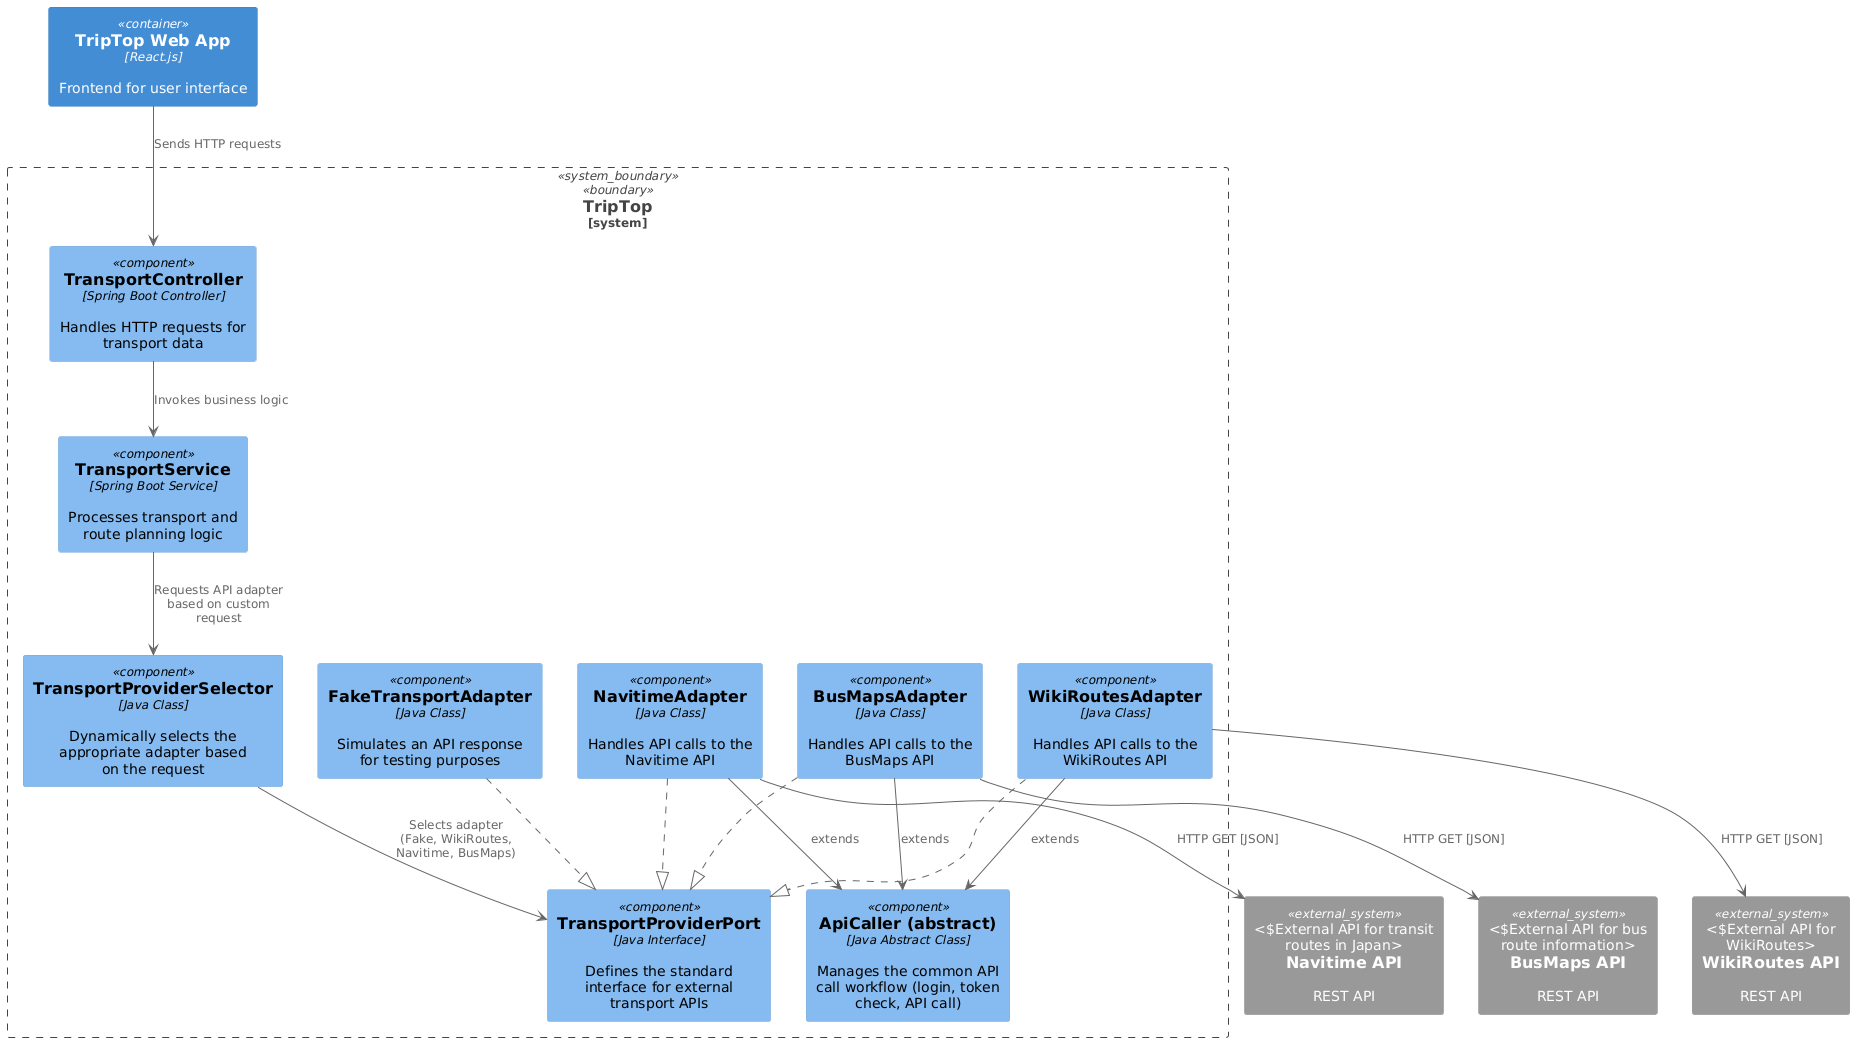 «container»
TripTop Web App
[React.js]
Frontend for user interface
Sends HTTP requests
«system_boundary»
«boundary»
TripTop
[system]
«component»
TransportController
[Spring Boot Controller]
Handles HTTP requests for
transport data
Invokes business logic
«component»
TransportService
[Spring Boot Service]
Processes transport and
route planning logic
Requests API adapter
based on custom
request
«component»
TransportProviderSelector
[Java Class]
Dynamically selects the
appropriate adapter based
on the request
«component»
FakeTransportAdapter
[Java Class]
Simulates an API response
for testing purposes
«component»
NavitimeAdapter
[Java Class]
Handles API calls to the
Navitime API
«component»
BusMapsAdapter
[Java Class]
Handles API calls to the
BusMaps API
«component»
WikiRoutesAdapter
[Java Class]
Handles API calls to the
WikiRoutes API
Selects adapter
(Fake, WikiRoutes,
Navitime, BusMaps)
extends
extends
extends
HTTP GET [JSON]
HTTP GET [JSON]
HTTP GET [JSON]
«component»
TransportProviderPort
[Java Interface]
Defines the standard
interface for external
transport APIs
«component»
ApiCaller (abstract)
[Java Abstract Class]
Manages the common API
call workflow (login, token
check, API call)
«external_system»
<$External API for transit
routes in Japan>
Navitime API
REST API
«external_system»
<$External API for bus
route information>
BusMaps API
REST API
«external_system»
<$External API for
WikiRoutes>
WikiRoutes API
REST API